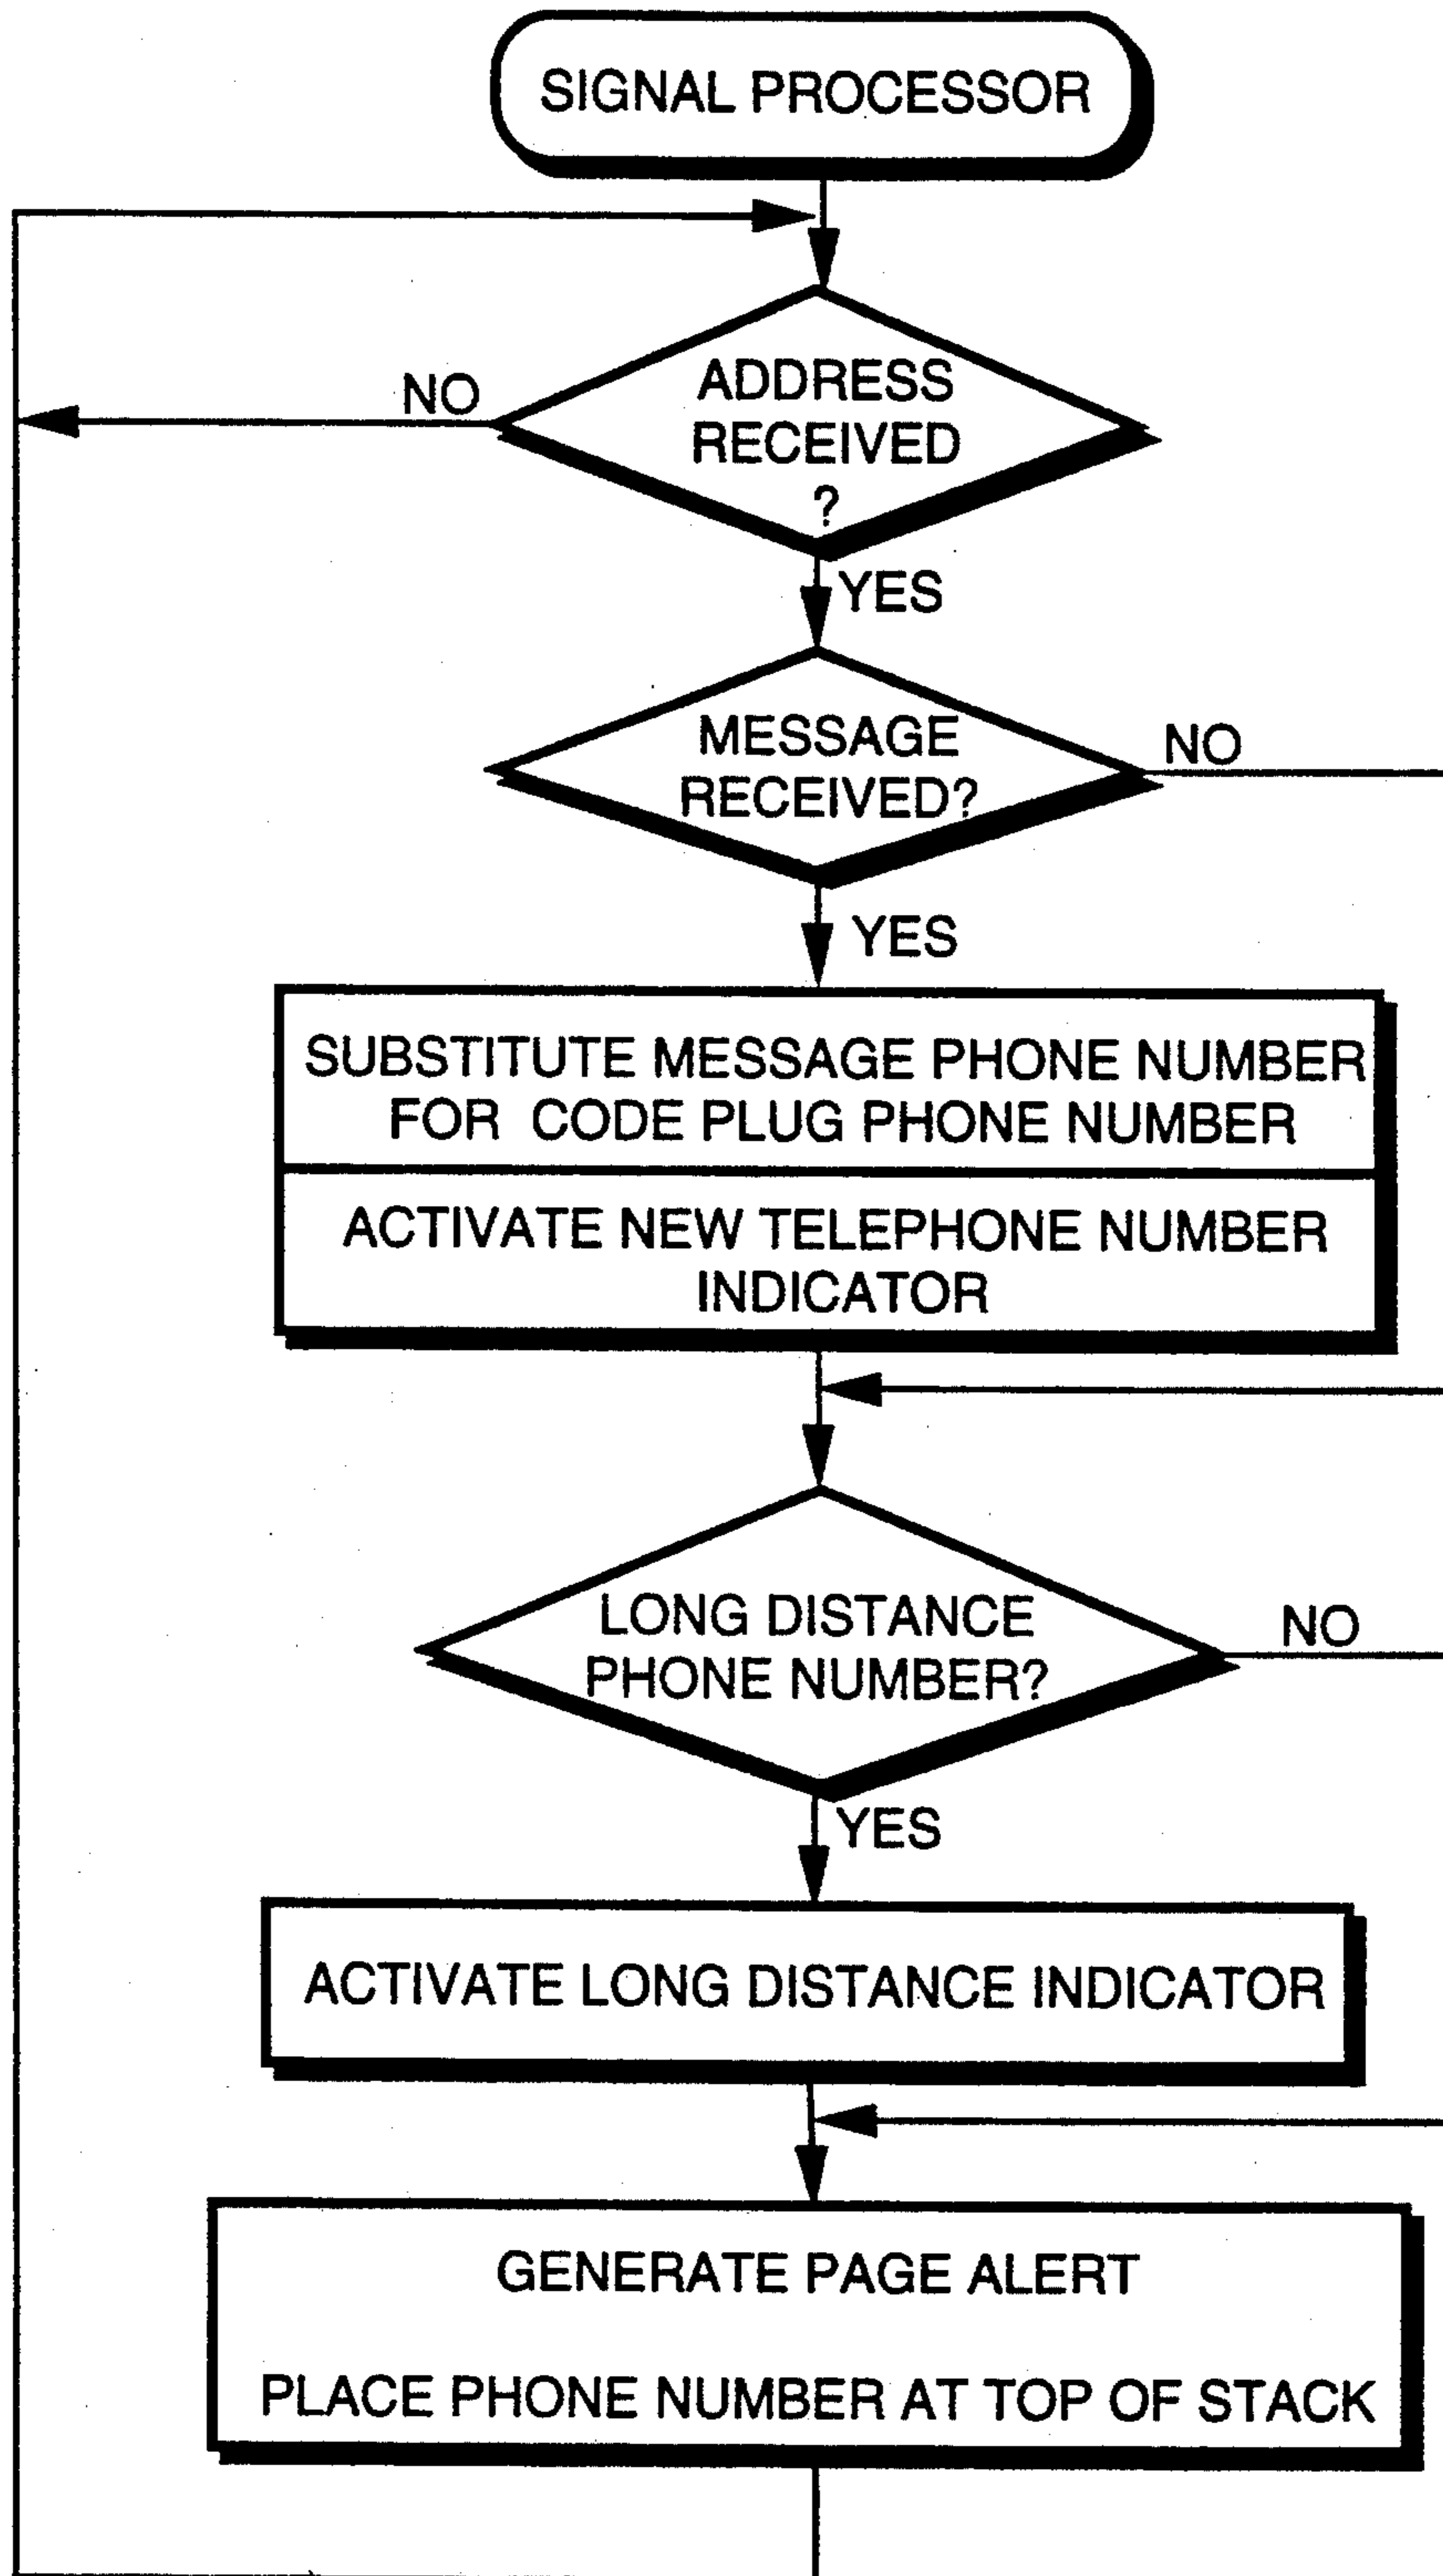 SIGNAL PROCESSOR
ADDRESS
RECEIVED
?
NO
YES
MESSAGE
RECEIVED?
NO
YES
SUBSTITUTE MESSAGE PHONE NUMBER
FOR CODE PLUG PHONE NUMBER
ACTIVATE NEW TELEPHONE NUMBER
INDICATOR
LONG DISTANCE
PHONE NUMBER?
NO
YES
ACTIVATE LONG DISTANCE INDICATOR
GENERATE PAGE ALERT
PLACE PHONE NUMBER AT TOP OF STACK